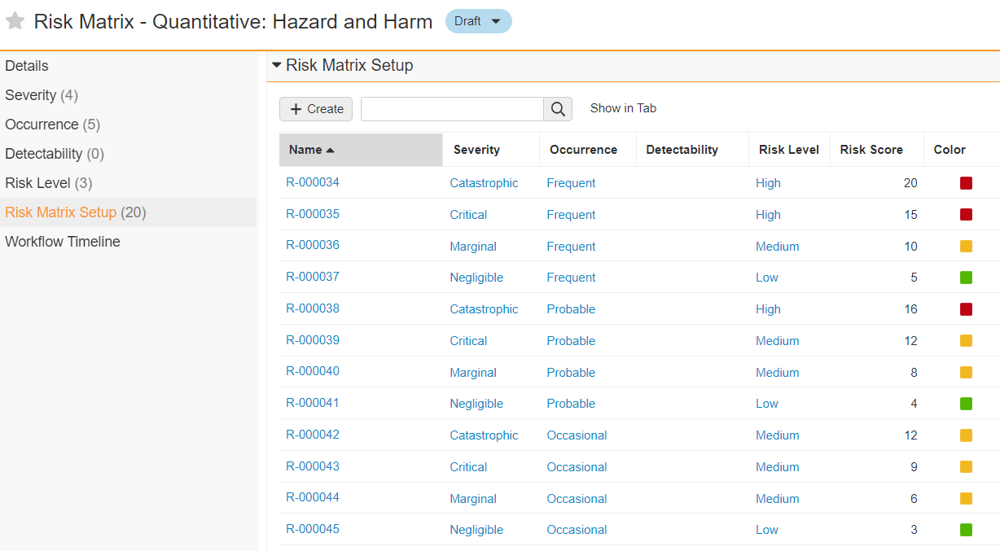 Risk Matrix - Quantitative: Hazard and Harm Draft
Details
Severity (4)
Occurrence (5)
Detectability (0)
Risk Level (3)
Risk Matrix Setup (20)
Workflow Timeline
Risk Matrix Setup
+ Create Show in Tab
Name Severity Occurrence Detectability Risk Level Risk Score Color
R-000034 Catastrophic Frequent High 20
R-000035 Critical Frequent High 15
R-000036 Marginal Frequent Medium 10
R-000037 Negligible Frequent Low 5
R-000038 Catastrophic Probable High 16
R-000039 Critical Probable Medium 12
R-000040 Marginal Probable Medium 8
R-000041 Negligible Probable Low 4
R-000042 Catastrophic Occasional Medium 12
R-000043 Critical Occasional Medium 9
R-000044 Marginal Occasional Medium 6
R-000045 Negligible Occasional Low 3